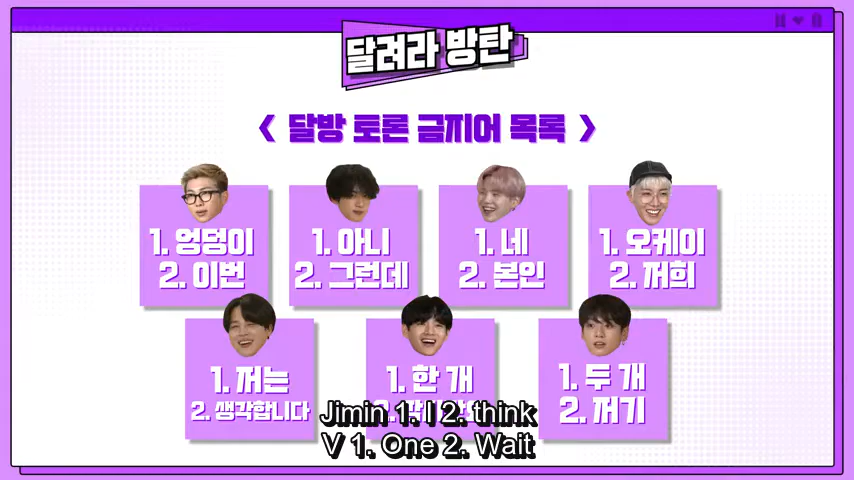 달려라 방탄
< 달방 토론 금지어 목록 >
1. 엉덩이
2. 이번
1. 아니
2. 그런데
1. 네
2. 본인
1. 오케이
2. 저희
1. 저는
2. 생각합니다
1. 한 개
1. 두 개
2. 저기
Jimin 1. I 2. think
V 1. One 2. Wait